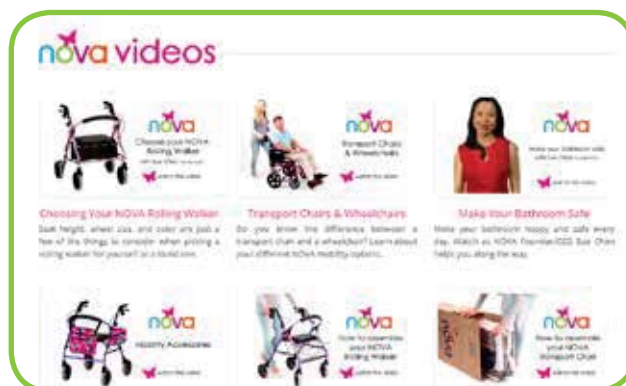 nova videos
nova
Choose your NOVA
Rolling Walker
nova
Transport Chairs
& Wheelchairs
nova
Make your bathroom safe
Choosing Your NOVA Rolling Walker
Seat height, wheel size, and color are just a
few of the things to consider when picking a
rolling walker for yourself or a loved one.
Transport Chairs & Wheelchairs
Do you know the difference between a
transport chair and a wheelchair? Learn about
your different NOVA mobility options.
Make Your Bathroom Safe
Make your bathroom happy and safe every
day. Watch as NOVA Founder/CEO Sue Chen
helps you along the way.
nova
Mobility Accessories
nova
how to assemble
your NOVA
Rolling Walker
nova
How to assemble
your NOVA
Transport Chair